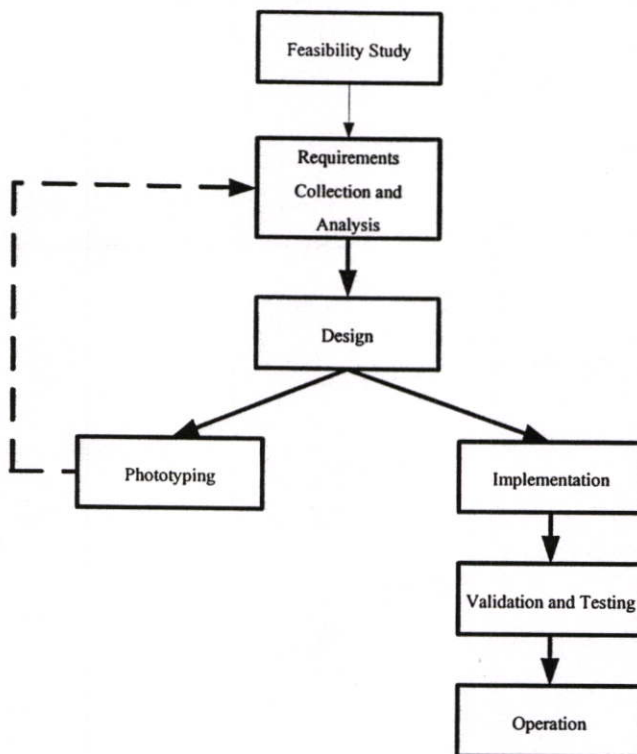 Feasibility Study
Requirements
Collection and
Analysis
Design
Phototyping
Implementation
Validation and Testing
Operation